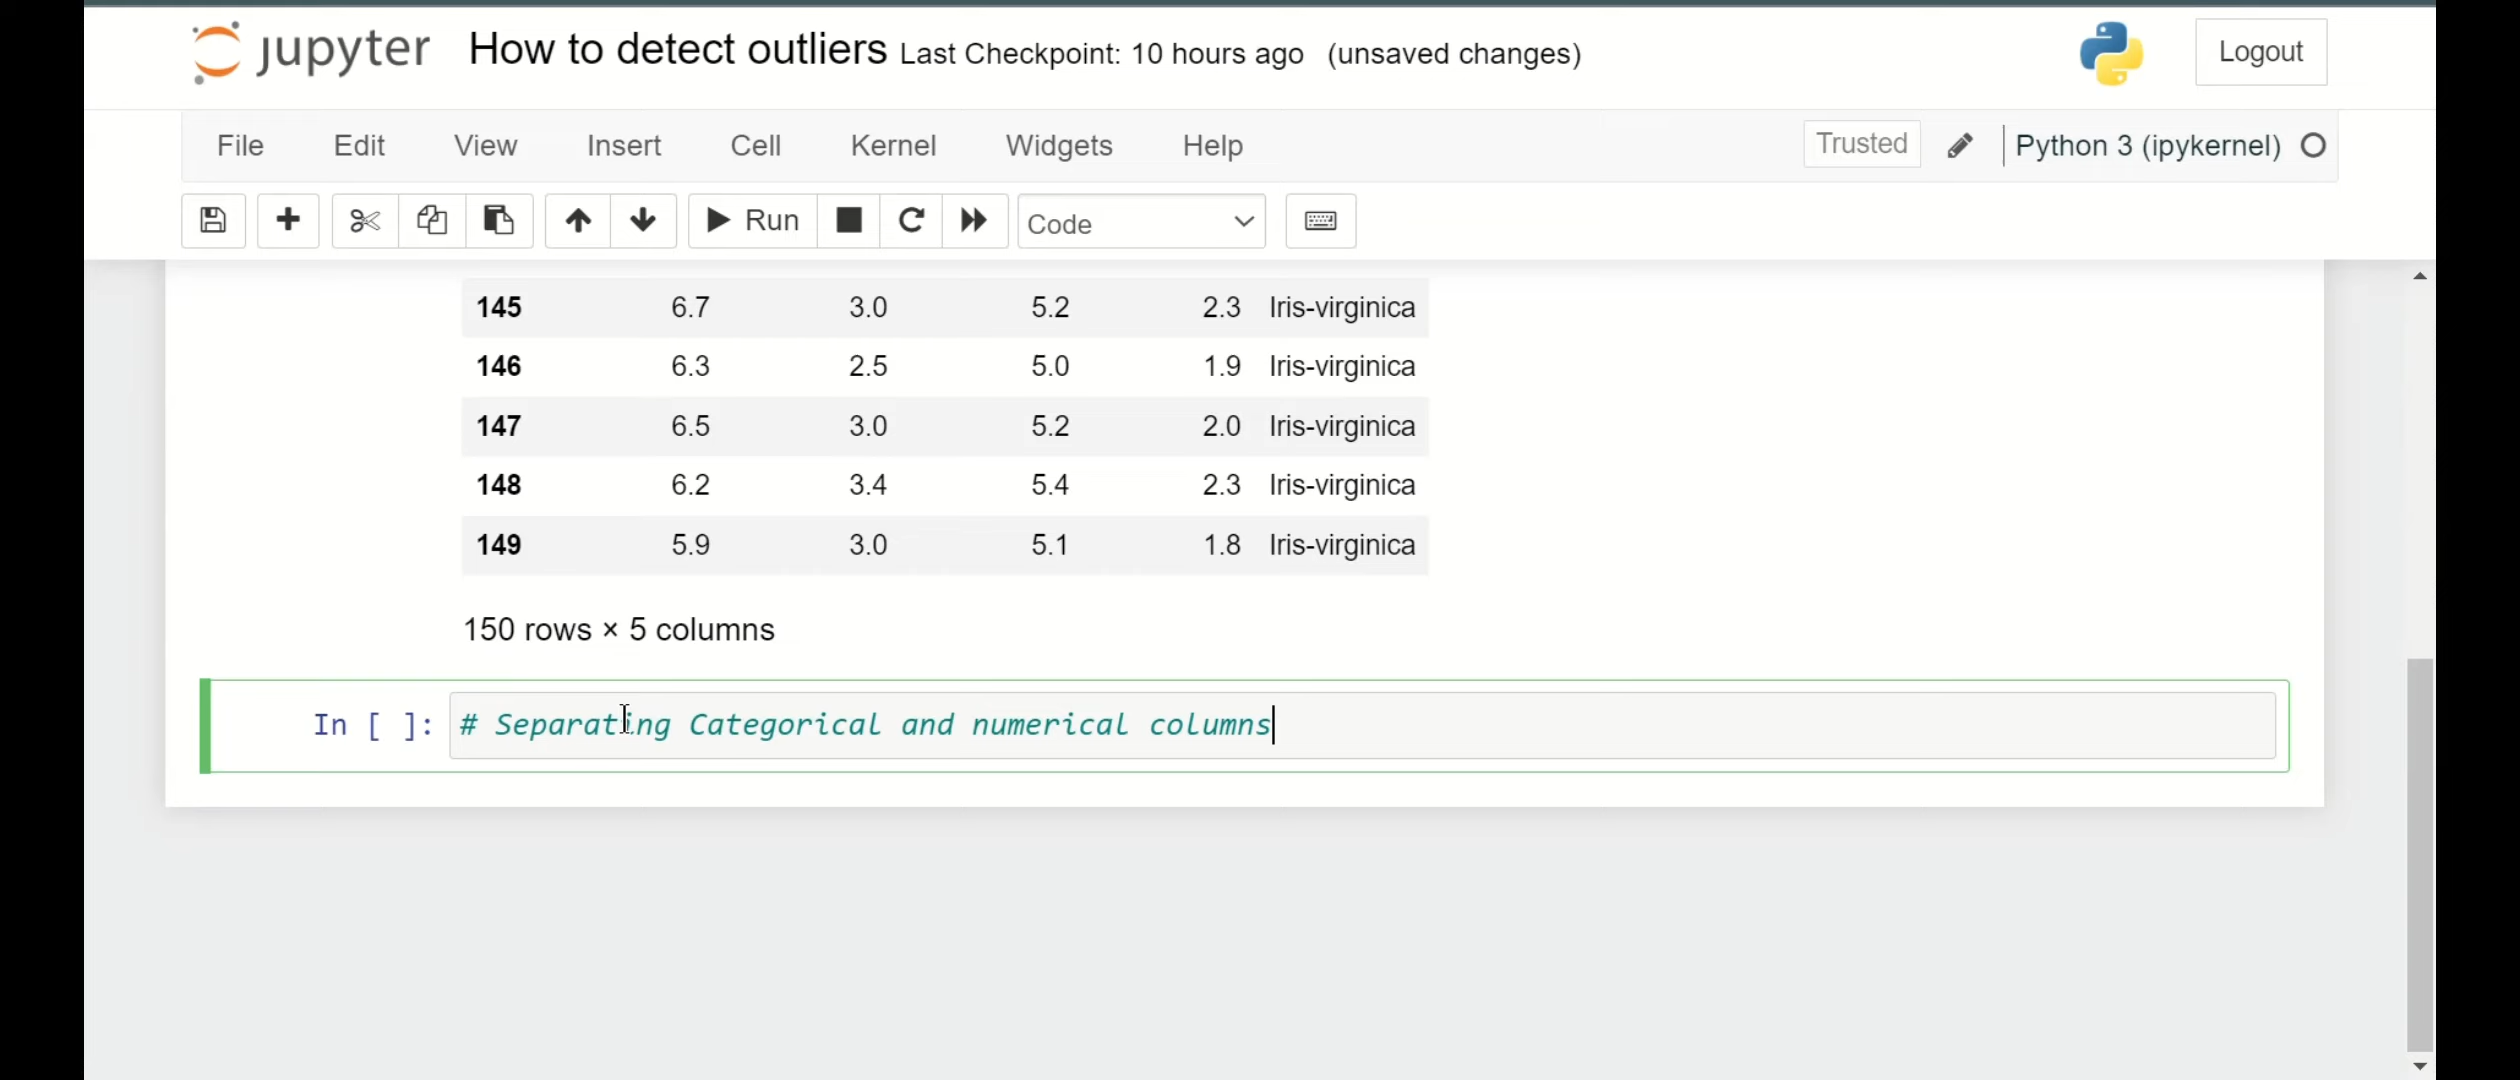 jupyter How to detect outliers Last Checkpoint: 10 hours ago (unsaved changes) Logout
File Edit View Insert Cell Kernel Widgets Help Trusted Python 3 (ipykernel)
Run Code
145 6.7 3.0 5.2 2.3 Iris-virginica
146 6.3 2.5 5.0 1.9 Iris-virginica
147 6.5 3.0 5.2 2.0 Iris-virginica
148 6.2 3.4 5.4 2.3 Iris-virginica
149 5.9 3.0 5.1 1.8 Iris-virginica
150 rows × 5 columns
In [ ]: # Separating Categorical and numerical columns